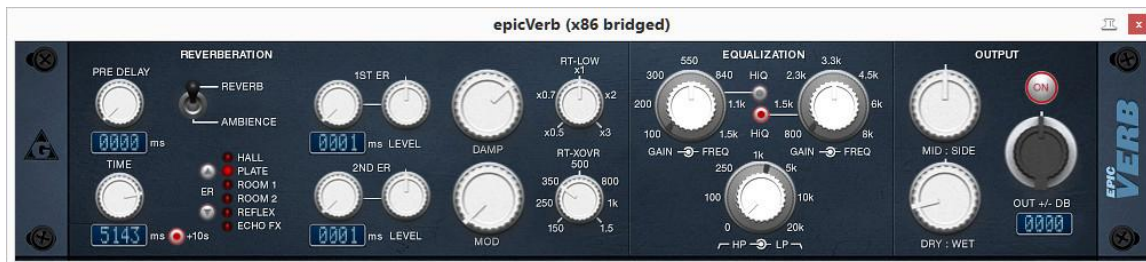 epicVerb (x86 bridged)
REVERBERATION
PRE DELAY
0000 ms
TIME
5143 ms +10s
REVERB
AMBIENCE
ER
HALL
PLATE
ROOM 1
ROOM 2
REFLEX
ECHO FX
1ST ER
0001 ms LEVEL
2ND ER
0001 ms LEVEL
DAMP
MOD
RT-LOW
x1
x0.7 x2
x0.5 x3
RT-XOVR
500
350 800
250 1k
150 1.5
EQUALIZATION
550
300 840
200 1.1k
100 1.5k
GAIN FREQ
HiQ
HiQ
3.3k
2.3k 4.5k
1.5k 6k
800 8k
GAIN FREQ
1k
250 5k
100 10k
0 20k
HP LP
OUTPUT
MID : SIDE
DRY : WET
ON
OUT +/- DB
0000
EPIC
VERB
G
x